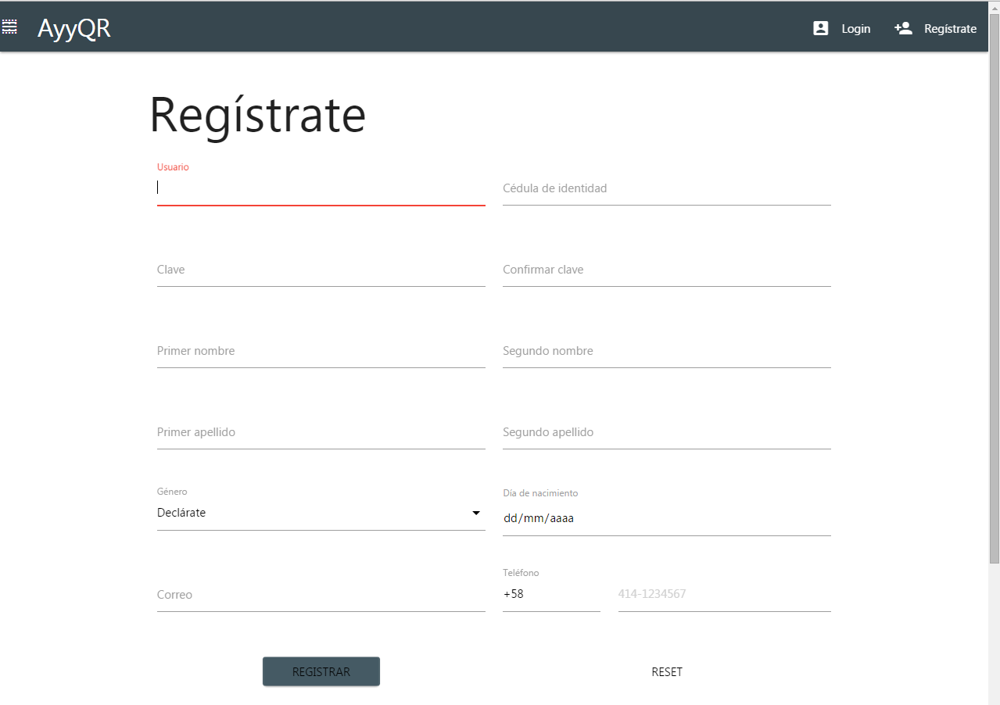 AyyQR
Login
Regístrate
Regístrate
Usuario
Cédula de identidad
Clave
Confirmar clave
Primer nombre
Segundo nombre
Primer apellido
Segundo apellido
Género
Declárate
Día de nacimiento
dd/mm/aaaa
Correo
Teléfono
+58
414-1234567
REGISTRAR
RESET